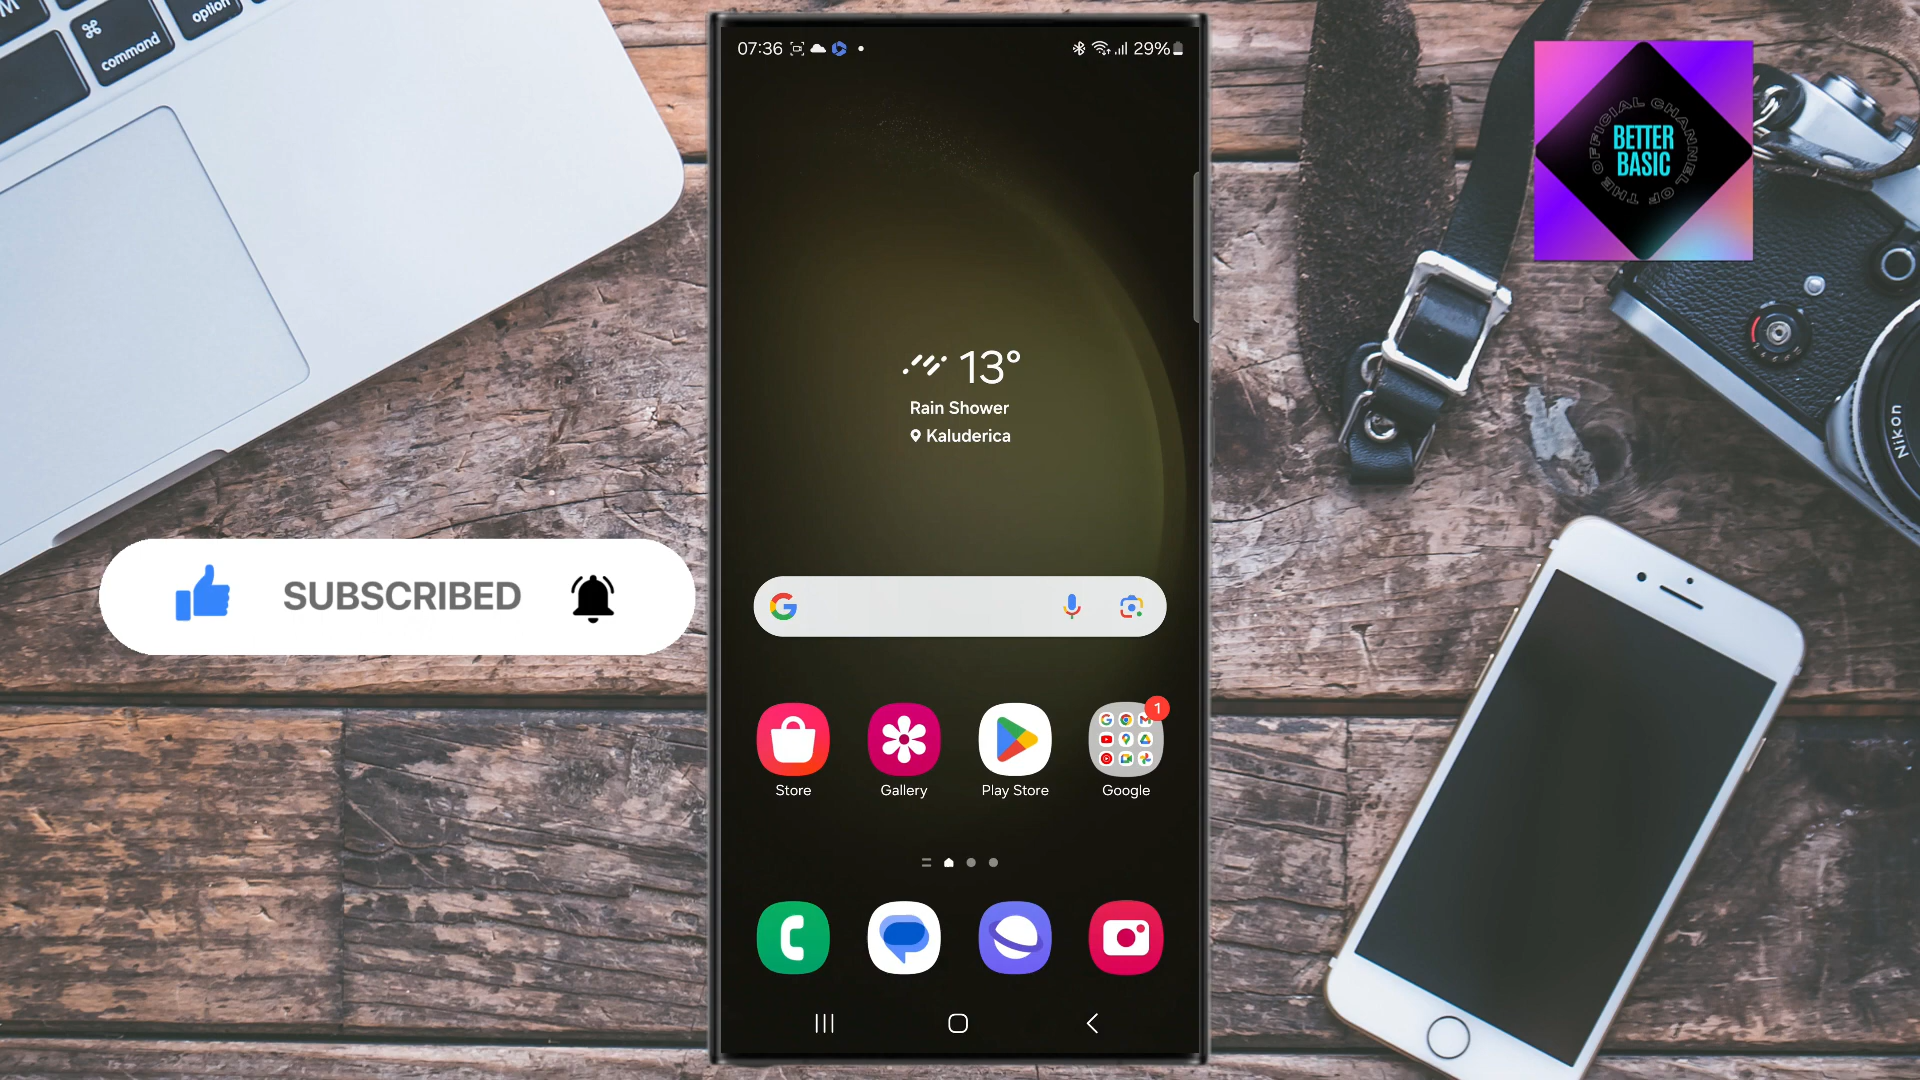 command
option
07:36
29%
OFFICIAL CHANNEL OF THE
BETTER
BASIC
13°
Rain Shower
Kaluderica
Nikon
SUBSCRIBED
1
Store
Gallery
Play Store
Google